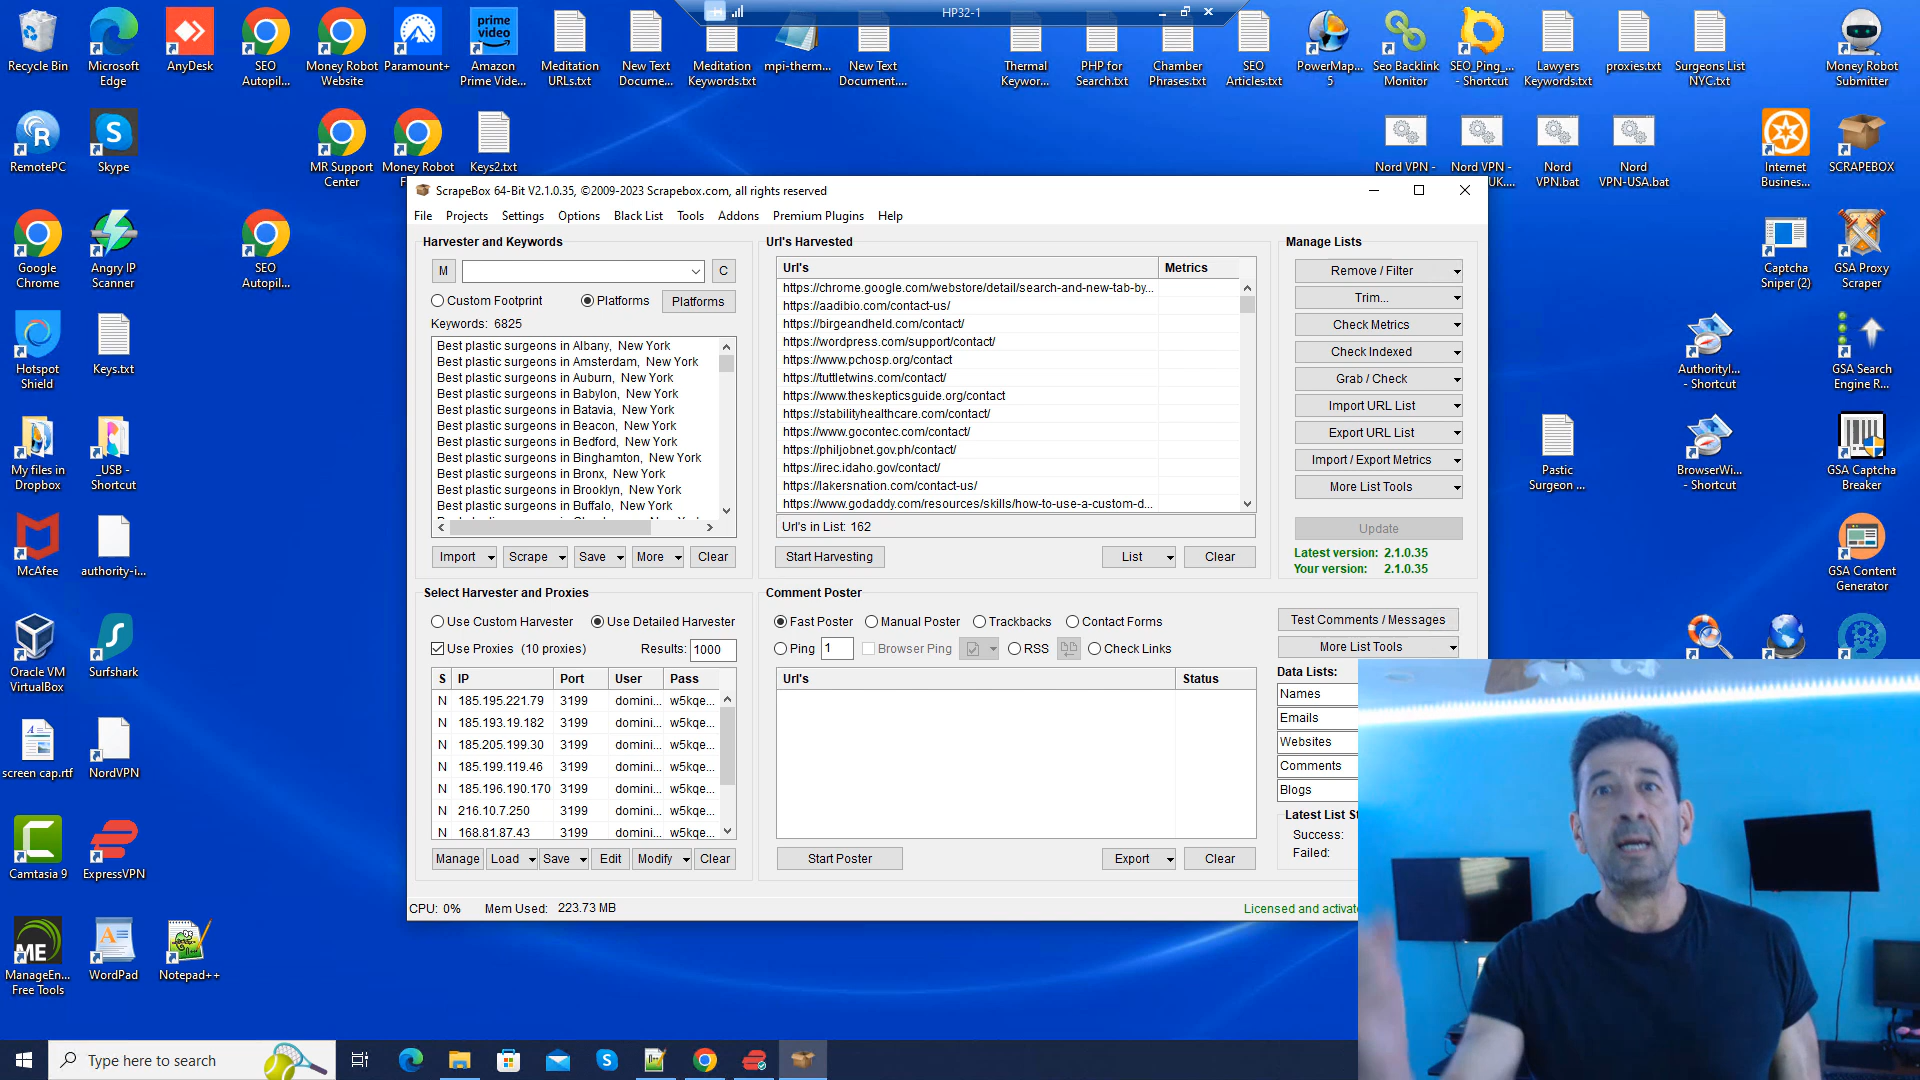 HP32-1
Recycle Bin
Microsoft
Edge
AnyDesk
SEO
Autopil...
Money Robot
Website
Paramount+
Amazon
Prime Vide...
Meditation
URLs.txt
New Text
Docume...
Meditation
Keywords.txt
mpi-therm...
New Text
Document....
Thermal
Keywor...
PHP for
Search.txt
Chamber
Phrases.txt
SEO
Articles.txt
PowerMap...
5
Seo Backlink
Monitor
SEO_Ping_...
- Shortcut
Lawyers
Keywords.txt
proxies.txt
Surgeons List
NYC.txt
Money Robot
Submitter
RemotePC
Skype
MR Support
Center
Money Robot
Keys2.txt
Nord VPN -
Nord VPN -
UK....
Nord
VPN.bat
Nord
VPN-USA.bat
Internet
Busines...
SCRAPEBOX
Google
Chrome
Angry IP
Scanner
SEO
Autopil...
Captcha
Sniper (2)
GSA Proxy
Scraper
Hotspot
Shield
Keys.txt
AuthorityI...
- Shortcut
GSA Search
Engine R...
My files in
Dropbox
_USB -
Shortcut
Pastic
Surgeon ...
BrowserWi...
- Shortcut
GSA Captcha
Breaker
McAfee
authority-i...
GSA Content
Generator
Oracle VM
VirtualBox
Surfshark
screen cap.rtf
NordVPN
Camtasia 9
ExpressVPN
ManageEn...
Free Tools
WordPad
Notepad++
ScrapeBox 64-Bit V2.1.0.35, ©2009-2023 Scrapebox.com, all rights reserved
File Projects Settings Options Black List Tools Addons Premium Plugins Help
Harvester and Keywords
M
C
Custom Footprint Platforms Platforms
Keywords: 6825
Best plastic surgeons in Albany, New York
Best plastic surgeons in Amsterdam, New York
Best plastic surgeons in Auburn, New York
Best plastic surgeons in Babylon, New York
Best plastic surgeons in Batavia, New York
Best plastic surgeons in Beacon, New York
Best plastic surgeons in Bedford, New York
Best plastic surgeons in Binghamton, New York
Best plastic surgeons in Bronx, New York
Best plastic surgeons in Brooklyn, New York
Best plastic surgeons in Buffalo, New York
Import Scrape Save More Clear
Url's Harvested
Url's Metrics
https://chrome.google.com/webstore/detail/search-and-new-tab-by...
https://aadibio.com/contact-us/
https://birgeandheld.com/contact/
https://wordpress.com/support/contact/
https://www.pchosp.org/contact
https://tuttletwins.com/contact/
https://www.theskepticsguide.org/contact
https://stabilityhealthcare.com/contact/
https://www.gocontec.com/contact/
https://philjobnet.gov.ph/contact/
https://irec.idaho.gov/contact/
https://lakersnation.com/contact-us/
https://www.godaddy.com/resources/skills/how-to-use-a-custom-d...
Url's in List: 162
Start Harvesting List Clear
Manage Lists
Remove / Filter
Trim...
Check Metrics
Check Indexed
Grab / Check
Import URL List
Export URL List
Import / Export Metrics
More List Tools
Update
Latest version: 2.1.0.35
Your version: 2.1.0.35
Select Harvester and Proxies
Use Custom Harvester Use Detailed Harvester
Use Proxies (10 proxies) Results: 1000
S IP Port User Pass
N 185.195.221.79 3199 domini... w5kqe...
N 185.193.19.182 3199 domini... w5kqe...
N 185.205.199.30 3199 domini... w5kqe...
N 185.199.119.46 3199 domini... w5kqe...
N 185.196.190.170 3199 domini... w5kqe...
N 216.10.7.250 3199 domini... w5kqe...
N 168.81.87.43 3199 domini... w5kqe...
Manage Load Save Edit Modify Clear
Comment Poster
Fast Poster Manual Poster Trackbacks Contact Forms
Ping 1 Browser Ping RSS Check Links
Url's Status
Start Poster Export Clear
Test Comments / Messages
More List Tools
Data Lists:
Names
Emails
Websites
Comments
Blogs
Latest List St
Success:
Failed:
CPU: 0% Mem Used: 223.73 MB
Licensed and activate
Type here to search